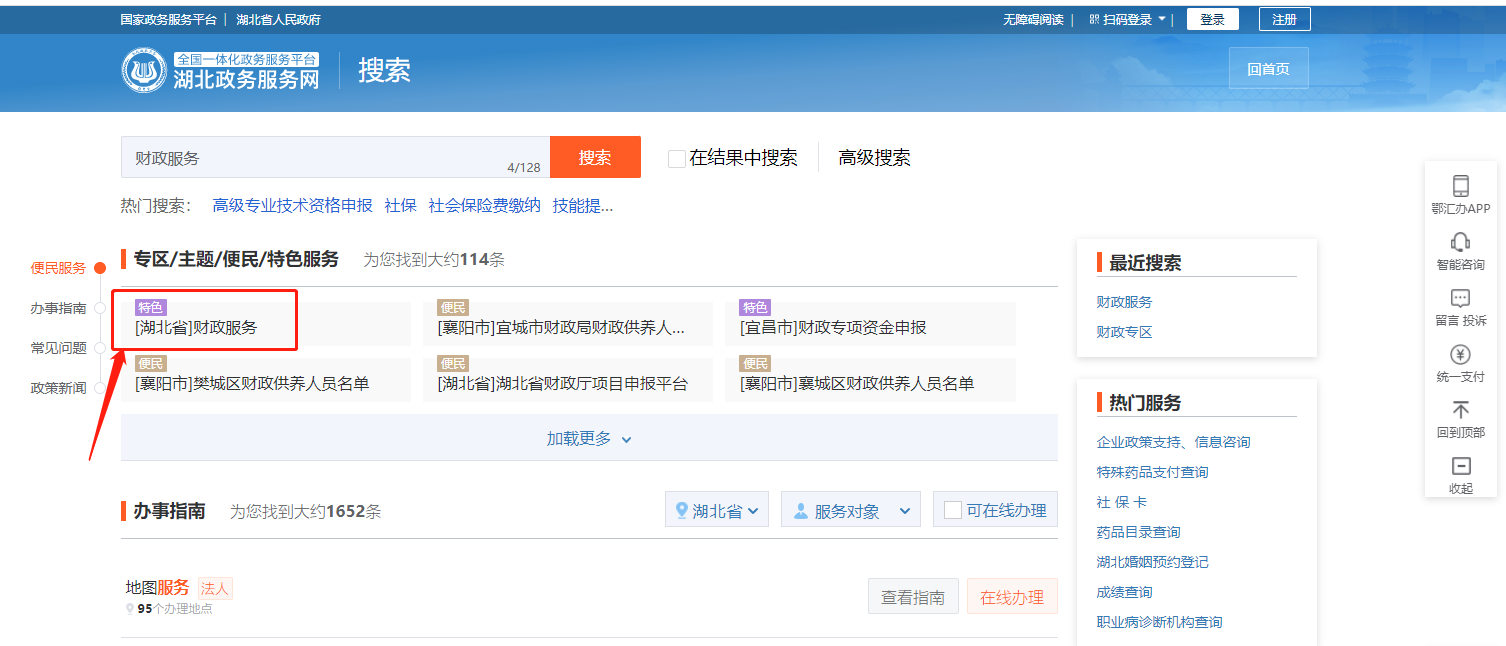 国家政务服务平台 | 湖北省人民政府
无障碍阅读 | 扫码登录 | 登录 注册
全国一体化政务服务平台
湖北政务服务网
搜索
回首页
财政服务
4/128
搜索
在结果中搜索
高级搜索
热门搜索： 高级专业技术资格申报 社保 社会保险费缴纳 技能提...
便民服务
办事指南
常见问题
政策新闻
专区/主题/便民/特色服务 为您找到大约114条
特色
[湖北省]财政服务
便民
[襄阳市]宜城市财政局财政供养人...
特色
[宜昌市]财政专项资金申报
便民
[襄阳市]樊城区财政供养人员名单
便民
[湖北省]湖北省财政厅项目申报平台
便民
[襄阳市]襄城区财政供养人员名单
加载更多
办事指南 为您找到大约1652条
湖北省
服务对象
可在线办理
地图服务 法人
95个办理地点
查看指南
在线办理
最近搜索
财政服务
财政专区
热门服务
企业政策支持、信息咨询
特殊药品支付查询
社 保 卡
药品目录查询
湖北婚姻预约登记
成绩查询
职业病诊断机构查询
鄂汇办APP
智能咨询
留言 投诉
统一支付
回到顶部
收起